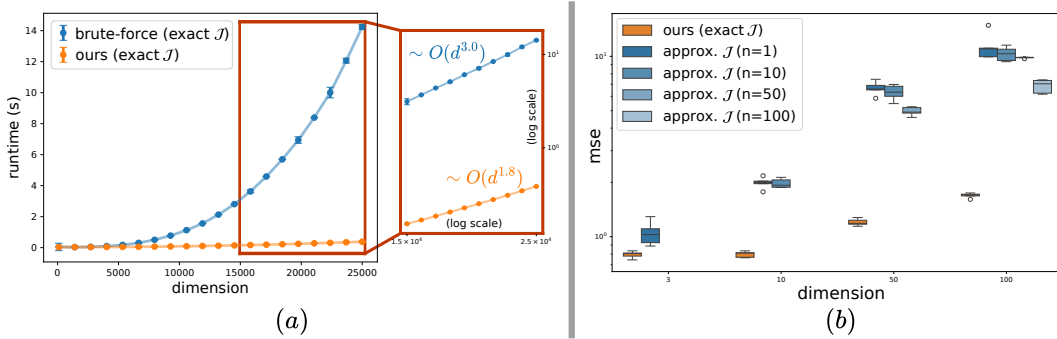 brute-force (exact 𝒥)
ours (exact 𝒥)
14
12
10
8
6
4
2
0
runtime (s)
0
5000
10000
15000
20000
25000
dimension
∼ O(d^{3.0})
∼ O(d^{1.8})
10^1
10^0
(log scale)
(log scale)
1.5 × 10^4
2.5 × 10^4
(a)
ours (exact 𝒥)
approx. 𝒥 (n=1)
approx. 𝒥 (n=10)
approx. 𝒥 (n=50)
approx. 𝒥 (n=100)
10^1
10^0
mse
3
10
50
100
dimension
(b)